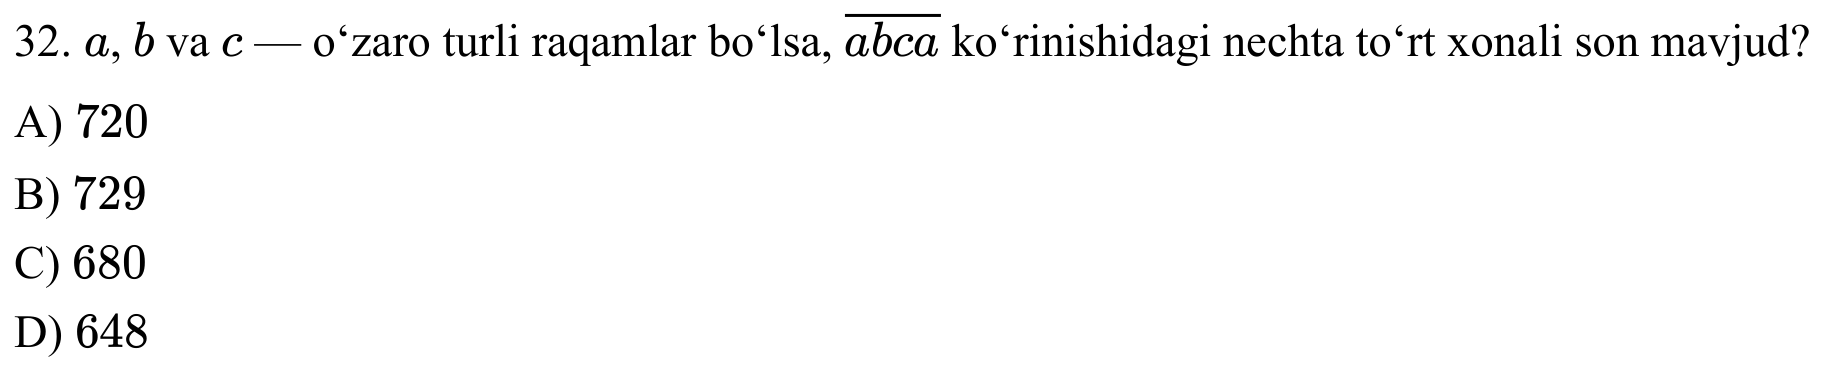 32. a, b va c — o‘zaro turli raqamlar bo‘lsa, \overline{abca} ko‘rinishidagi nechta to‘rt xonali son mavjud?
A) 720
B) 729
C) 680
D) 648